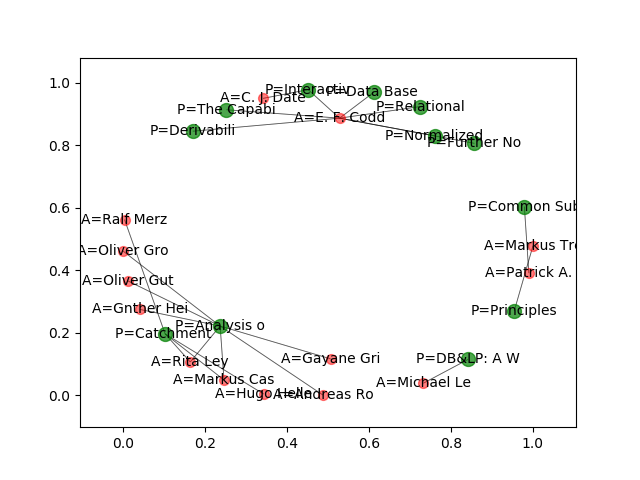 1.0
P=Interactiv
P=Data Base
A=C. J. Date
P=The Capabi
P=Relational
A=E. F. Codd
P=Derivabili
P=Normalized
P=Further No
0.8
0.6
P=Common Sub
A=Ralf Merz
A=Markus Tre
A=Oliver Gro
0.4
A=Patrick A.
A=Oliver Gut
A=Gnther Hei
P=Principles
P=Analysis o
0.2
P=Catchment
A=Rita Ley
A=Gayane Gri
P=DB&LP: A W
A=Markus Cas
A=Michael Le
A=Hugo Helle
A=Andreas Ro
0.0
0.0 0.2 0.4 0.6 0.8 1.0